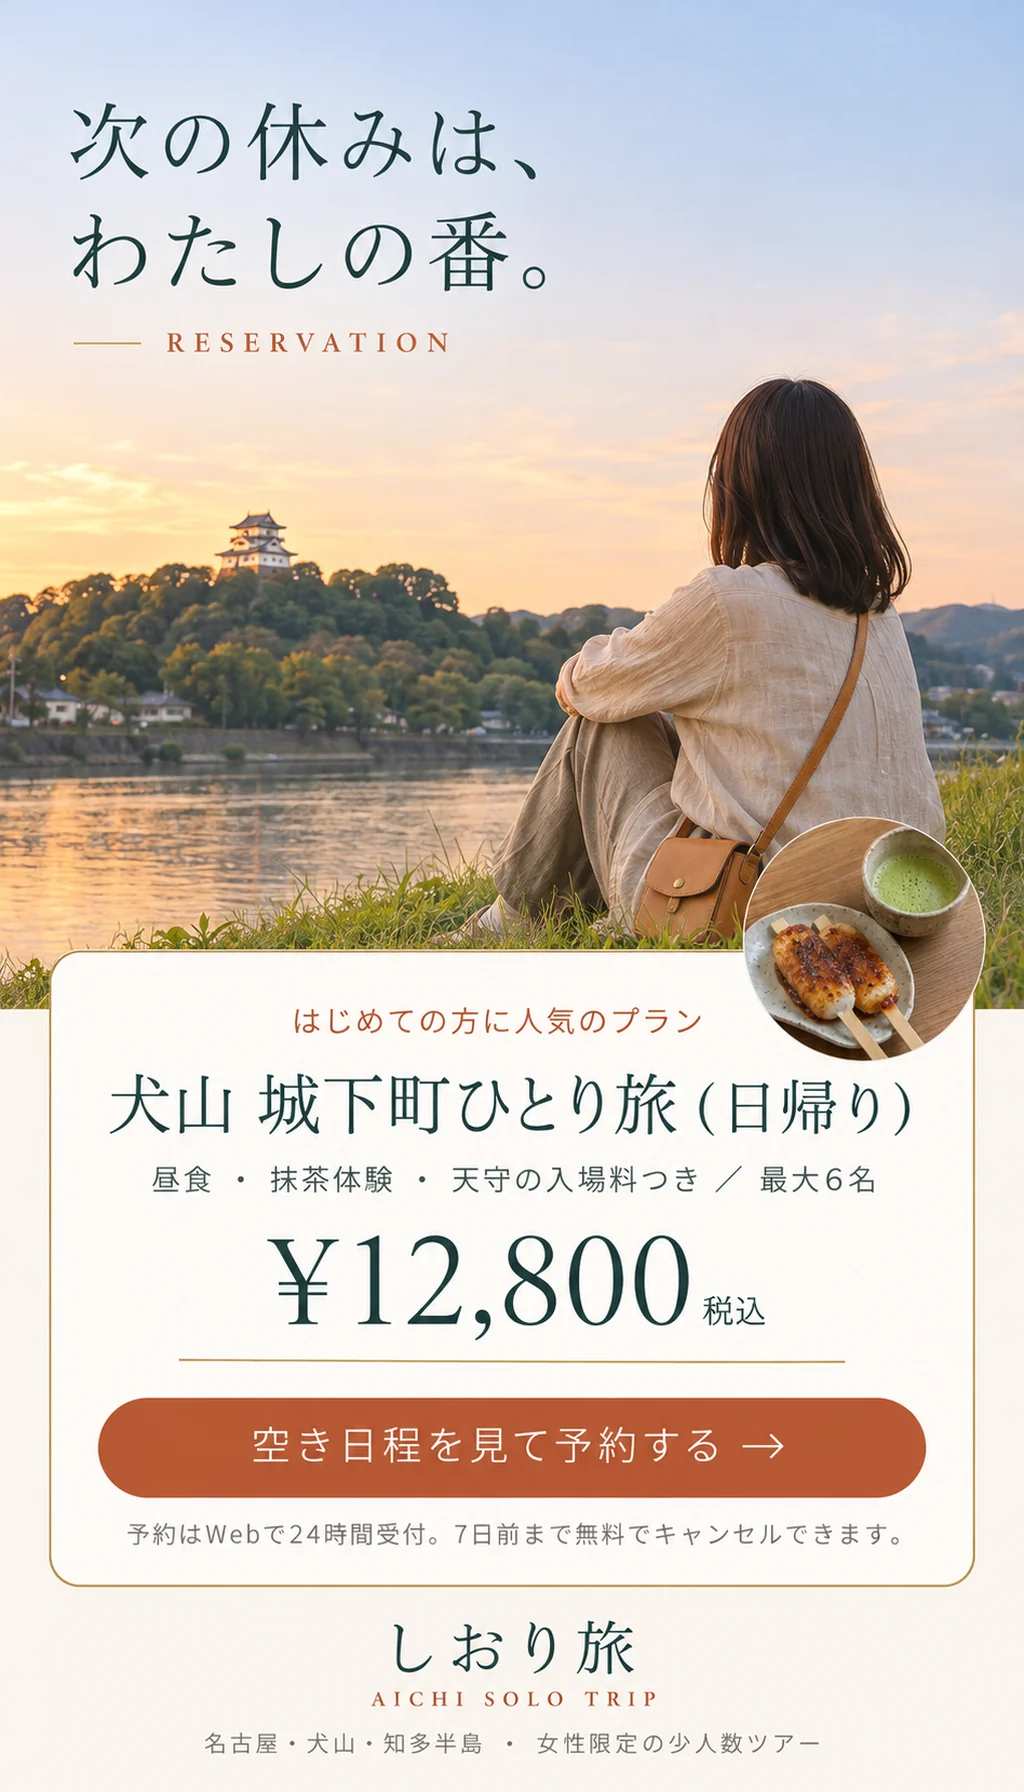 次の休みは、
わたしの番。
RESERVATION
はじめての方に人気のプラン
犬山 城下町ひとり旅(日帰り)
昼食 ・ 抹茶体験 ・ 天守の入場料つき ／ 最大6名
¥12,800 税込
空き日程を見て予約する →
予約はWebで24時間受付。7日前まで無料でキャンセルできます。
しおり旅
AICHI SOLO TRIP
名古屋・犬山・知多半島 ・ 女性限定の少人数ツアー